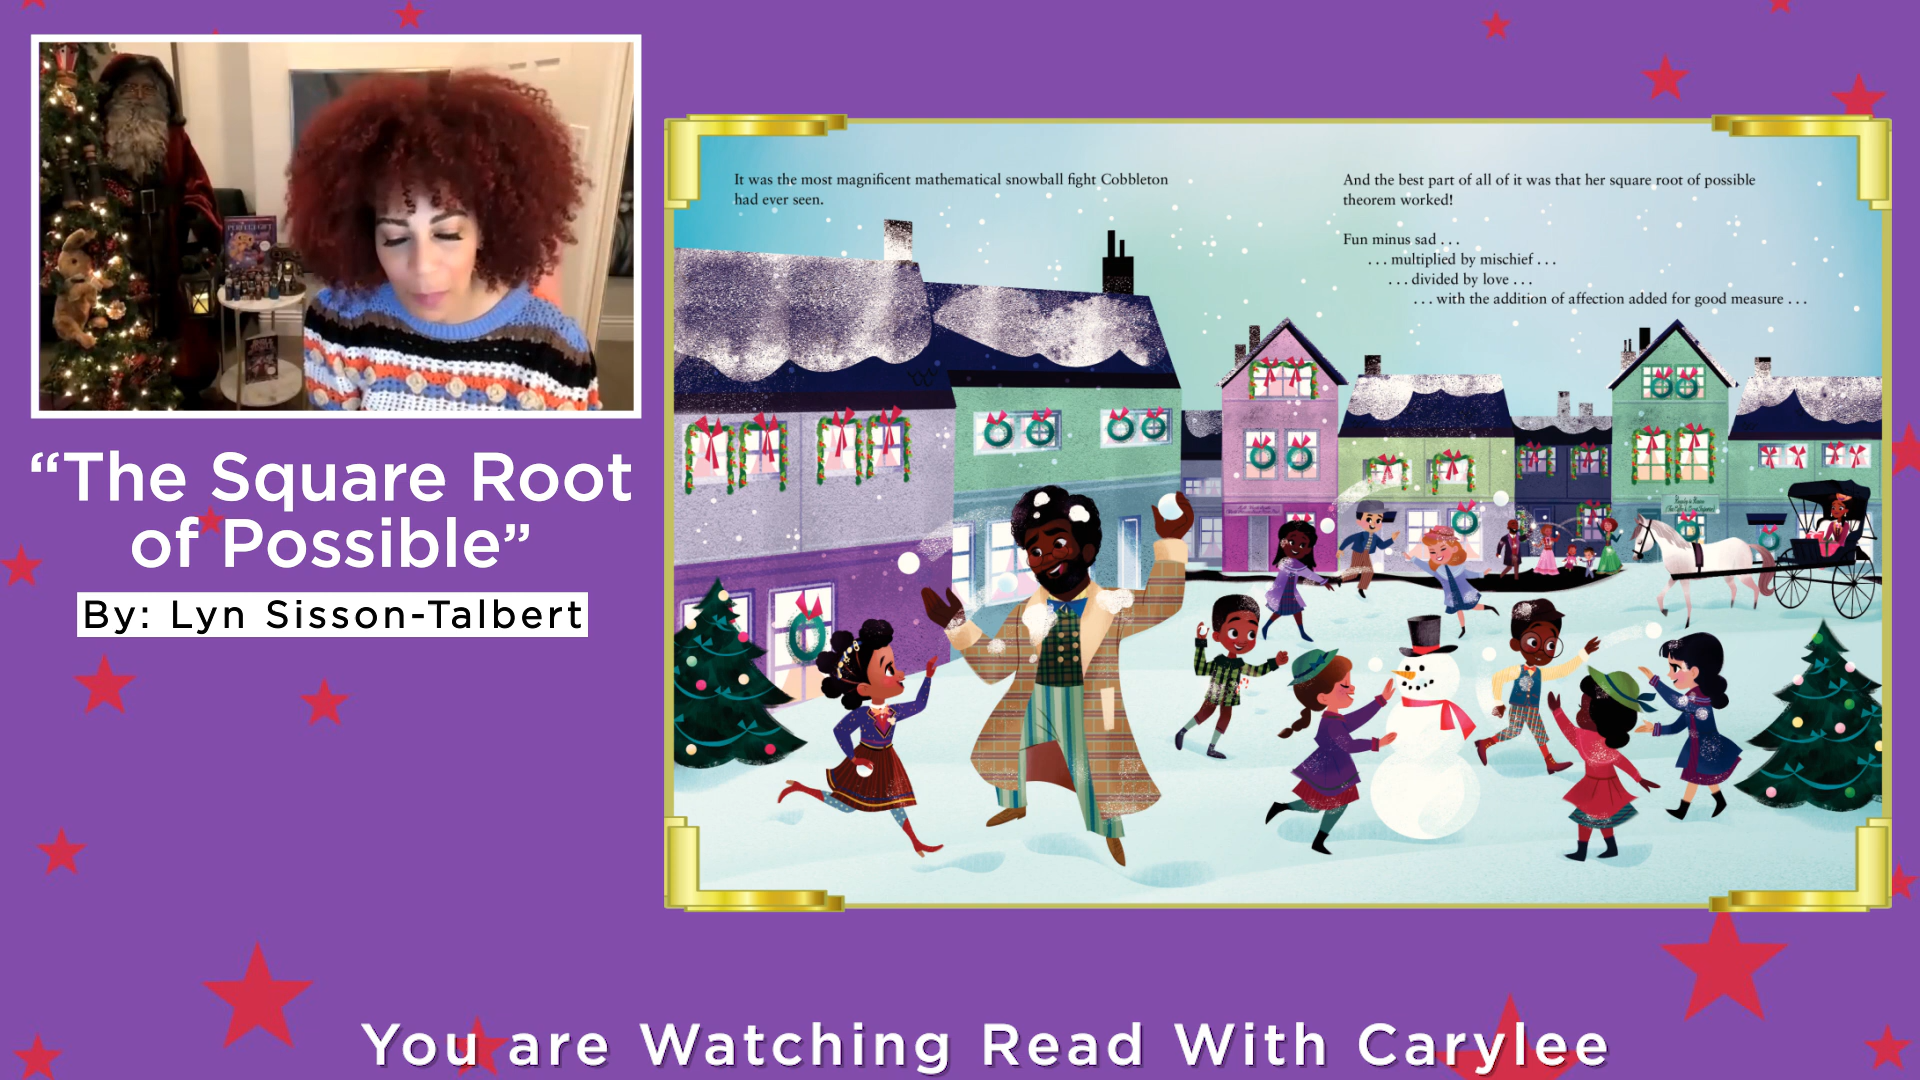 “The Square Root
of Possible”
By: Lyn Sisson-Talbert
It was the most magnificent mathematical snowball fight Cobbleton
had ever seen.
And the best part of all of it was that her square root of possible
theorem worked!
Fun minus sad . . .
. . . multiplied by mischief . . .
. . . divided by love . . .
. . . with the addition of affection added for good measure . . .
You are Watching Read With Carylee